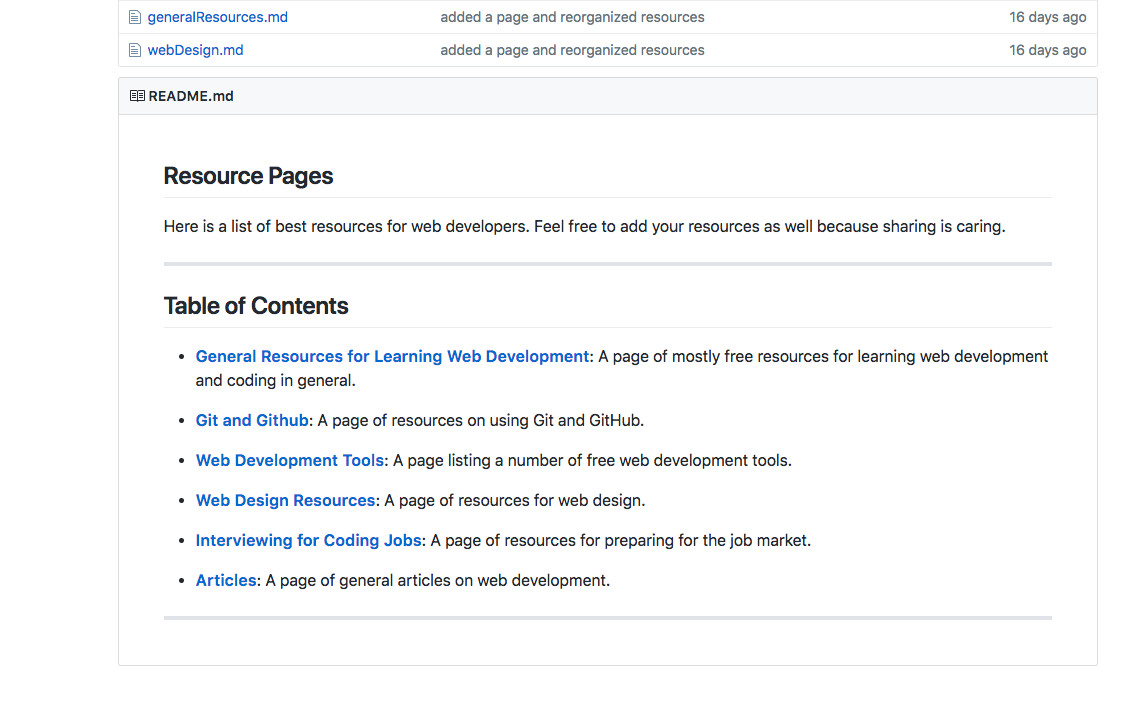 generalResources.md added a page and reorganized resources 16 days ago
webDesign.md added a page and reorganized resources 16 days ago
README.md
Resource Pages
Here is a list of best resources for web developers. Feel free to add your resources as well because sharing is caring.
Table of Contents
• General Resources for Learning Web Development: A page of mostly free resources for learning web development
and coding in general.
• Git and Github: A page of resources on using Git and GitHub.
• Web Development Tools: A page listing a number of free web development tools.
• Web Design Resources: A page of resources for web design.
• Interviewing for Coding Jobs: A page of resources for preparing for the job market.
• Articles: A page of general articles on web development.